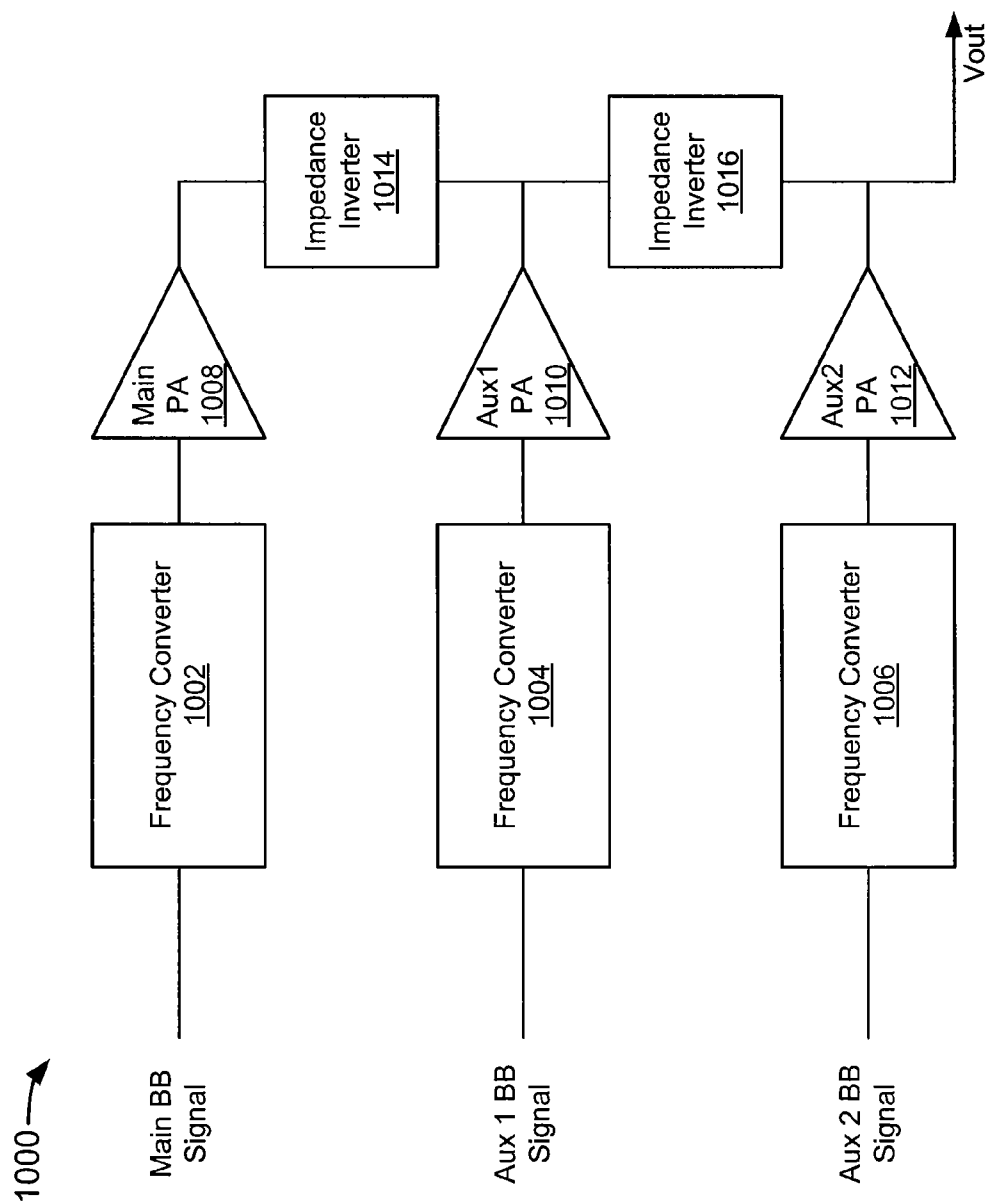 1000
Main BB
Signal
Frequency Converter
1002
Main
PA
1008
Impedance
Inverter
1014
Aux 1 BB
Signal
Frequency Converter
1004
Aux1
PA
1010
Impedance
Inverter
1016
Aux 2 BB
Signal
Frequency Converter
1006
Aux2
PA
1012
Vout